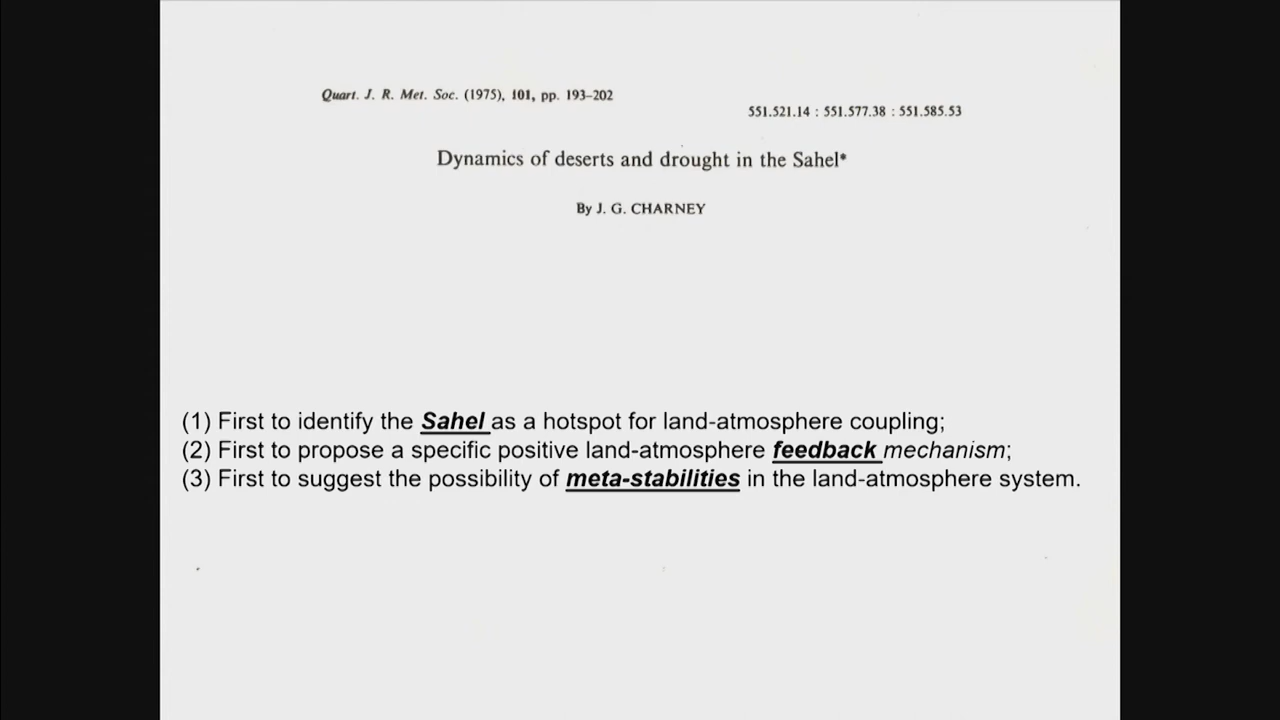 Quart. J. R. Met. Soc. (1975), 101, pp. 193–202
551.521.14 : 551.577.38 : 551.585.53
Dynamics of deserts and drought in the Sahel*
By J. G. CHARNEY
(1) First to identify the Sahel as a hotspot for land-atmosphere coupling;
(2) First to propose a specific positive land-atmosphere feedback mechanism;
(3) First to suggest the possibility of meta-stabilities in the land-atmosphere system.